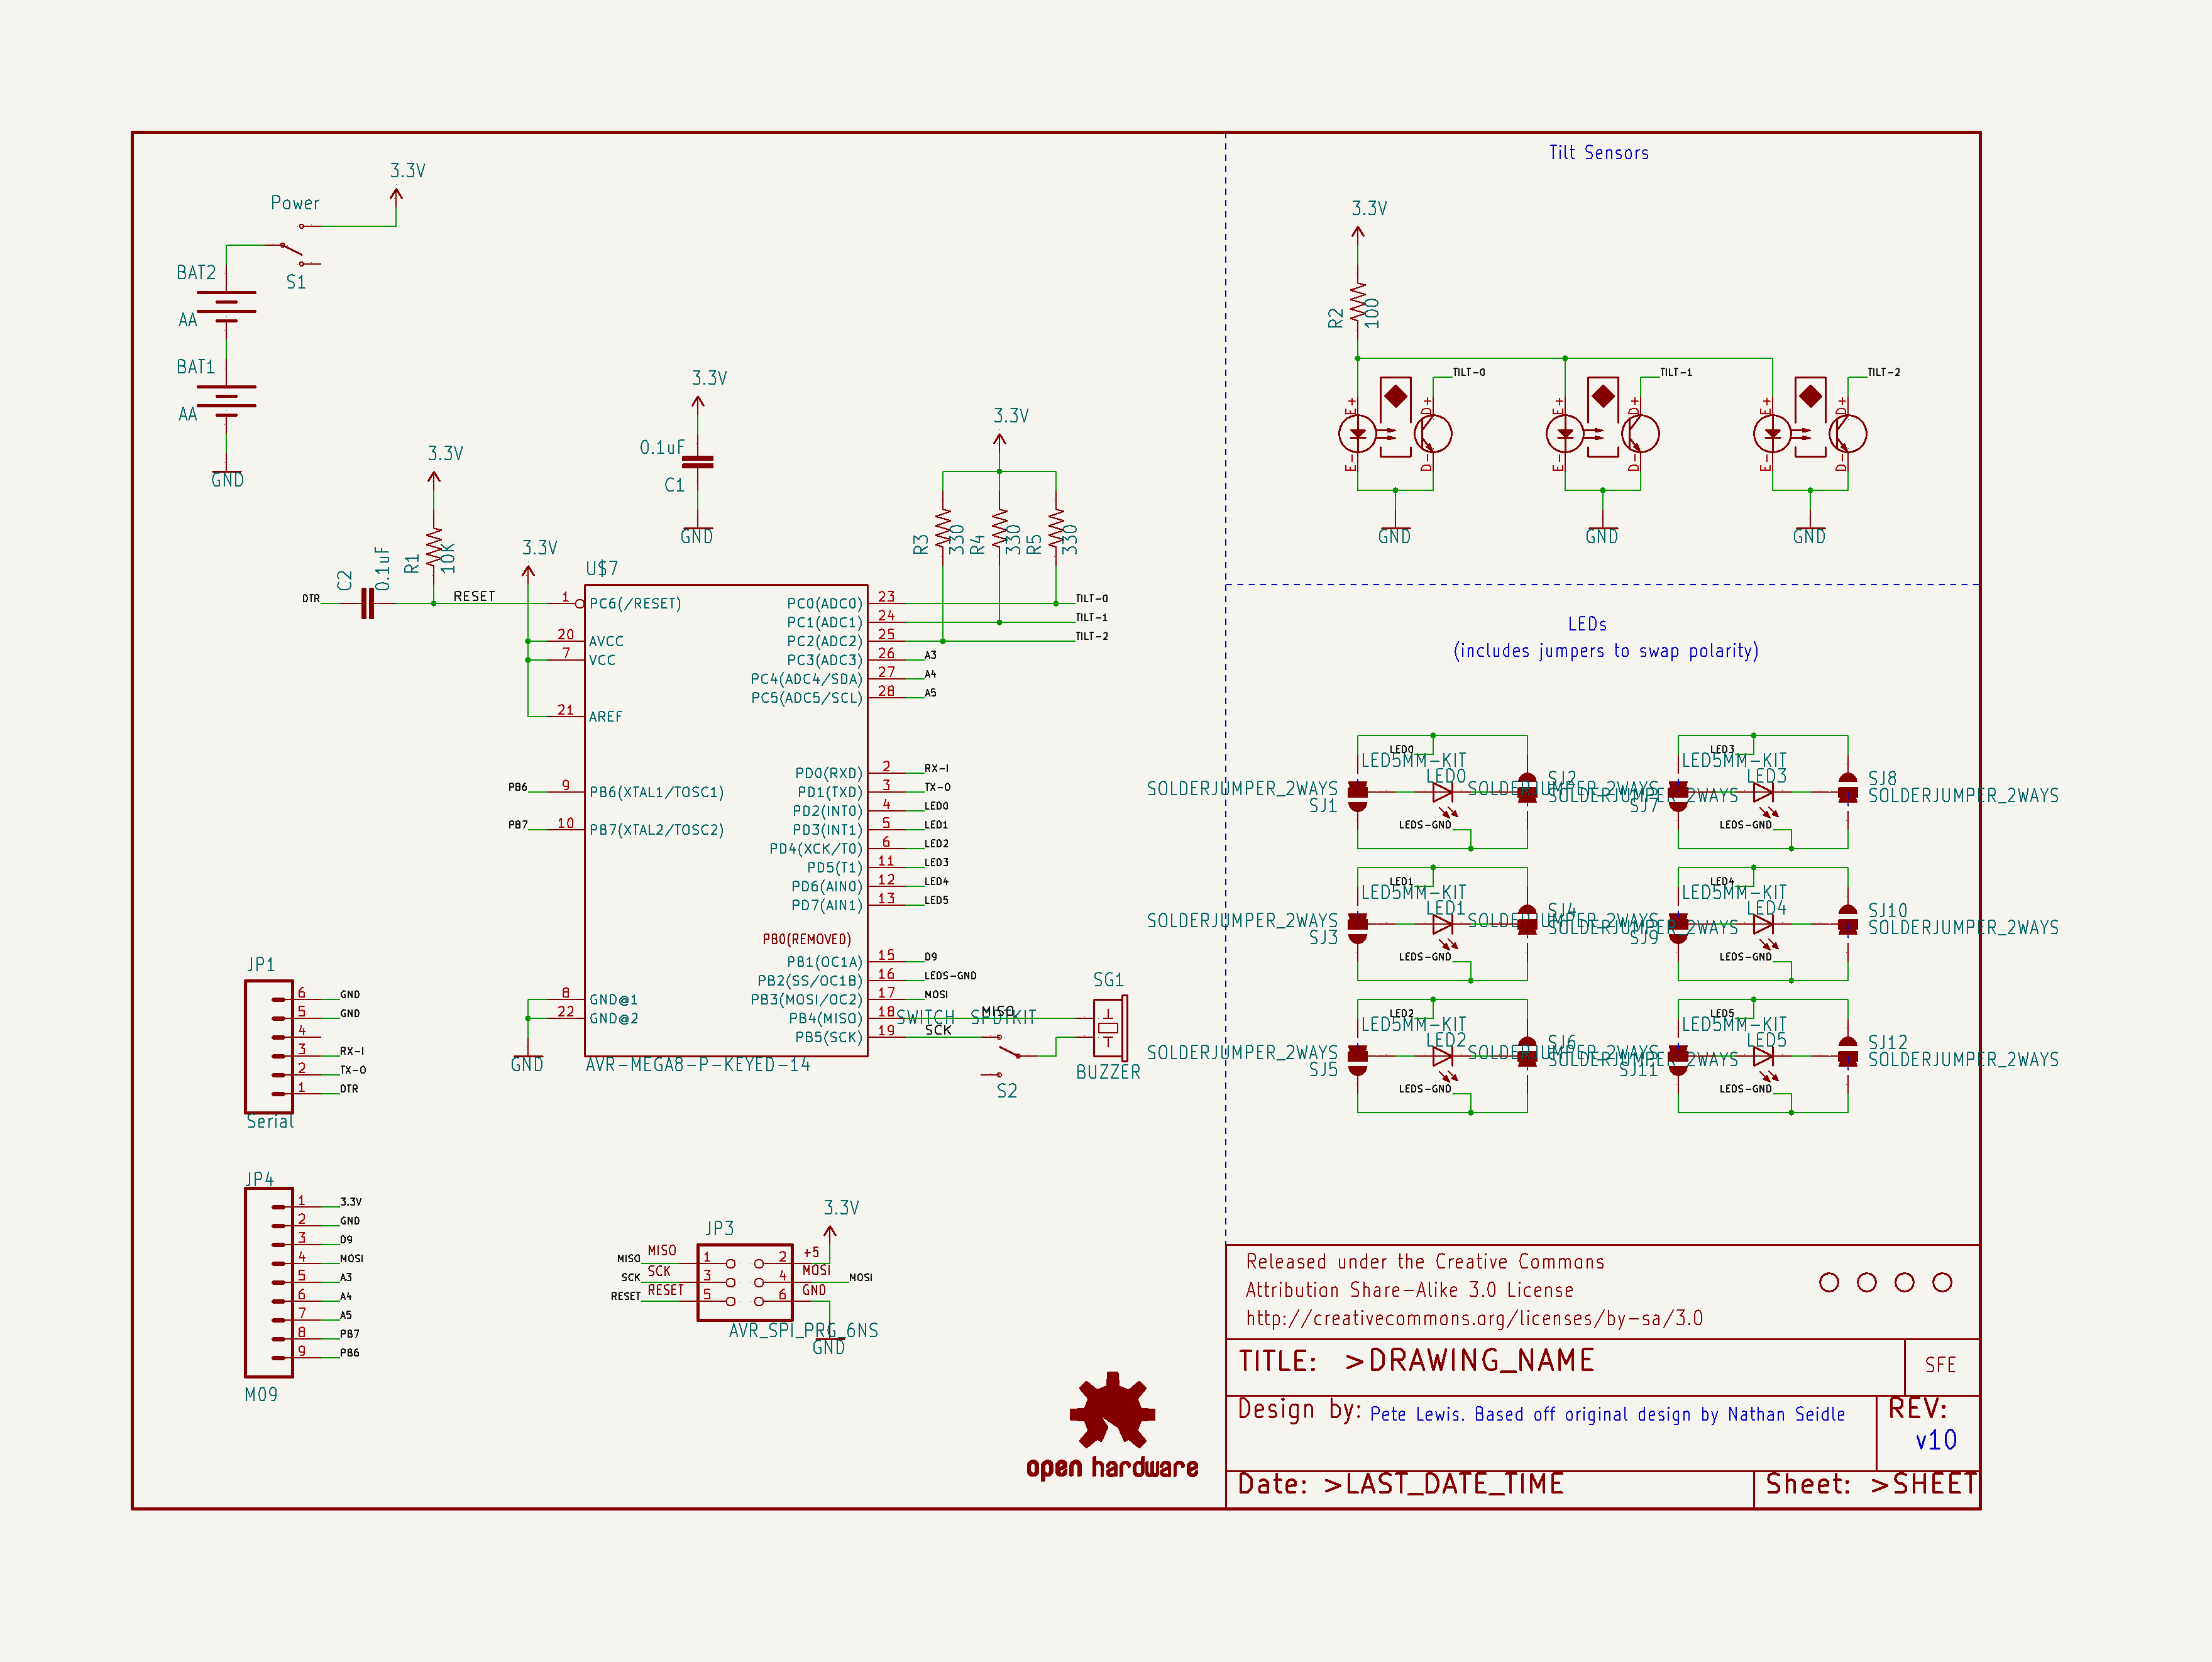 3.3V
Power
S1
BAT2
AA
BAT1
AA
GND
3.3V
R1
10K
C2
0.1uF
DTR
RESET
3.3V
0.1uF
C1
GND
3.3V
3.3V
R3
330
R4
330
R5
330
U$7
1
PC6(/RESET)
20
AVCC
7
VCC
21
AREF
PB6
9
PB6(XTAL1/TOSC1)
PB7
10
PB7(XTAL2/TOSC2)
8
GND@1
22
GND@2
GND
AVR-MEGA8-P-KEYED-14
PC0(ADC0)
23
TILT-0
PC1(ADC1)
24
TILT-1
PC2(ADC2)
25
TILT-2
PC3(ADC3)
26
A3
PC4(ADC4/SDA)
27
A4
PC5(ADC5/SCL)
28
A5
PD0(RXD)
2
RX-I
PD1(TXD)
3
TX-O
PD2(INT0)
4
LED0
PD3(INT1)
5
LED1
PD4(XCK/T0)
6
LED2
PD5(T1)
11
LED3
PD6(AIN0)
12
LED4
PD7(AIN1)
13
LED5
PB0(REMOVED)
PB1(OC1A)
15
D9
PB2(SS/OC1B)
16
LEDS-GND
PB3(MOSI/OC2)
17
MOSI
PB4(MISO)
18
MISO
PB5(SCK)
19
SCK
SWITCH-SPDTKIT
S2
SG1
BUZZER
JP1
6
GND
5
GND
4
3
RX-I
2
TX-O
1
DTR
Serial
JP4
1
3.3V
2
GND
3
D9
4
MOSI
5
A3
6
A4
7
A5
8
PB7
9
PB6
M09
JP3
3.3V
MISO
MISO
1
2
+5
SCK
SCK
3
4
MOSI
MOSI
RESET
RESET
5
6
GND
AVR_SPI_PRG_6NS
GND
open hardware
Tilt Sensors
3.3V
R2
100
TILT-0
E+
D+
E-
D-
GND
TILT-1
E+
D+
E-
D-
GND
TILT-2
E+
D+
E-
D-
GND
LEDs
(includes jumpers to swap polarity)
LED0
LED5MM-KIT
LED0
SOLDERJUMPER_2WAYS
SJ1
SJ2
SOLDERJUMPER_2WAYS
LEDS-GND
LED3
LED5MM-KIT
LED3
SOLDERJUMPER_2WAYS
SJ7
SJ8
SOLDERJUMPER_2WAYS
LEDS-GND
LED1
LED5MM-KIT
LED1
SOLDERJUMPER_2WAYS
SJ3
SJ4
SOLDERJUMPER_2WAYS
LEDS-GND
LED4
LED5MM-KIT
LED4
SOLDERJUMPER_2WAYS
SJ9
SJ10
SOLDERJUMPER_2WAYS
LEDS-GND
LED2
LED5MM-KIT
LED2
SOLDERJUMPER_2WAYS
SJ5
SJ6
SOLDERJUMPER_2WAYS
LEDS-GND
LED5
LED5MM-KIT
LED5
SOLDERJUMPER_2WAYS
SJ11
SJ12
SOLDERJUMPER_2WAYS
LEDS-GND
Released under the Creative Commons
Attribution Share-Alike 3.0 License
http://creativecommons.org/licenses/by-sa/3.0
TITLE: >DRAWING_NAME
SFE
Design by: Pete Lewis. Based off original design by Nathan Seidle
REV:
v10
Date: >LAST_DATE_TIME
Sheet: >SHEET